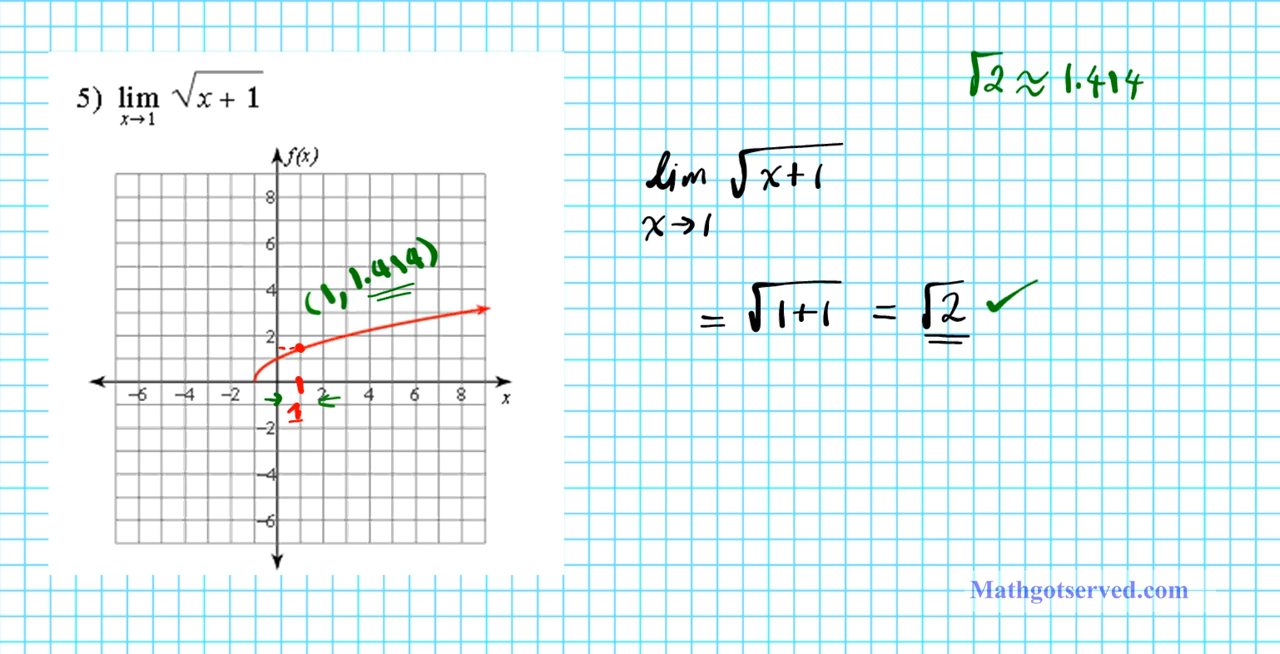 5) lim √(x + 1)
x→1
f(x)
8
6
4
2
-6 -4 -2 2 4 6 8 x
-2
-4
-6
(1, 1.414)
1
√2 ≈ 1.414
lim √(x+1)
x→1
= √(1+1) = √2 ✓
Mathgotserved.com